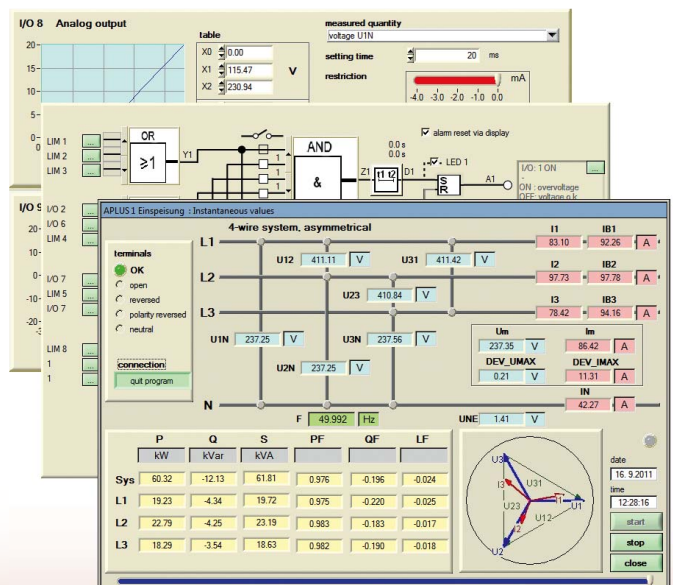 I/O 8 Analog output
measured quantity
voltage U1N
table
X0 0.00
X1 115.47 V
X2 230.94
setting time 20 ms
restriction
mA
-4.0 -3.0 -2.0 -1.0 0.0
20
15
10
5
0
LIM 1 ...
LIM 2 ...
LIM 3 ...
OR
≥1
Y1
1
1
AND
&
0.0 s
0.0 s
Z1
t1 t2
D1
alarm reset via display
LED 1
S
R
A1
I/O: 1 ON ...
-
ON : overvoltage
OFF: voltage o.k.
I/O 9
20
10
0
-10
-20
I/O 2 ...
I/O 6 ...
LIM 4 ...
I/O 7 ...
LIM 5 ...
I/O 7 ...
LIM 8 ...
1 ...
1 ...
APLUS 1 Einspeisung : Instantaneous values
4-wire system, asymmetrical
terminals
OK
open
reversed
polarity reversed
neutral
connection
quit program
L1
L2
L3
N
U12 411.11 V
U31 411.42 V
U23 410.84 V
U1N 237.25 V
U3N 237.56 V
U2N 237.25 V
F 49.992 Hz
UNE 1.41 V
I1 IB1
83.10 92.26 A
I2 IB2
97.73 97.78 A
I3 IB3
78.42 94.16 A
Um Im
237.35 V 86.42 A
DEV_UMAX DEV_IMAX
0.21 V 11.31 A
IN
42.27 A
P Q S PF QF LF
kW kVar kVA
Sys 60.32 -12.13 61.81 0.976 -0.196 -0.024
L1 19.23 -4.34 19.72 0.975 -0.220 -0.025
L2 22.79 -4.25 23.19 0.983 -0.183 -0.017
L3 18.29 -3.54 18.63 0.982 -0.190 -0.018
U3
I3
U31
I1
U1
U23
U12
I2
U2
date
16. 9.2011
time
12:28:16
start
stop
close